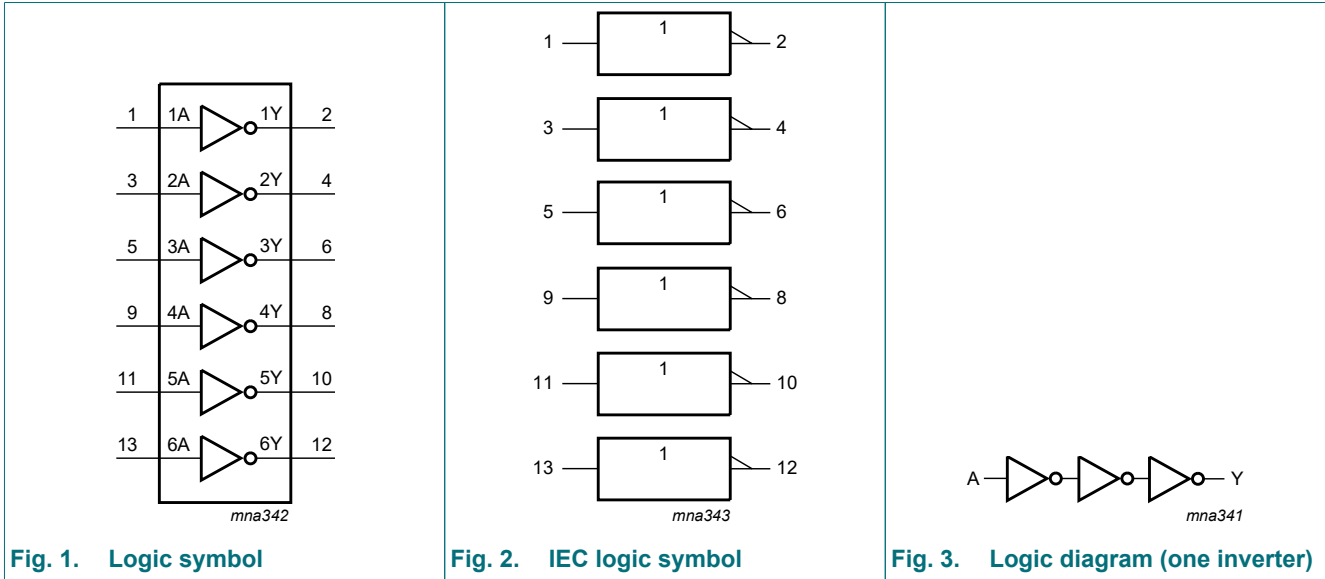 1 1A 1Y 2
3 2A 2Y 4
5 3A 3Y 6
9 4A 4Y 8
11 5A 5Y 10
13 6A 6Y 12
mna342
Fig. 1. Logic symbol
1 1 2
3 1 4
5 1 6
9 1 8
11 1 10
13 1 12
mna343
Fig. 2. IEC logic symbol
A Y
mna341
Fig. 3. Logic diagram (one inverter)